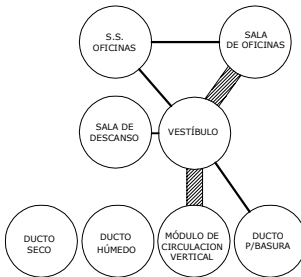 S.S.
OFICINAS
SALA
DE OFICINAS
SALA DE
DESCANSO
VESTÍBULO
DUCTO
SECO
DUCTO
HÚMEDO
MÓDULO DE
CIRCULACION
VERTICAL
DUCTO
P/BASURA